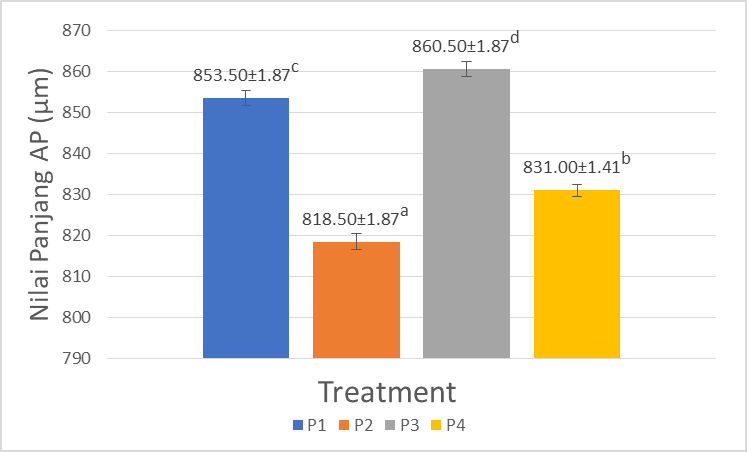 870
860
850
840
830
820
810
800
790
Nilai Panjang AP (µm)
853.50±1.87c
818.50±1.87a
860.50±1.87d
831.00±1.41b
Treatment
P1 P2 P3 P4